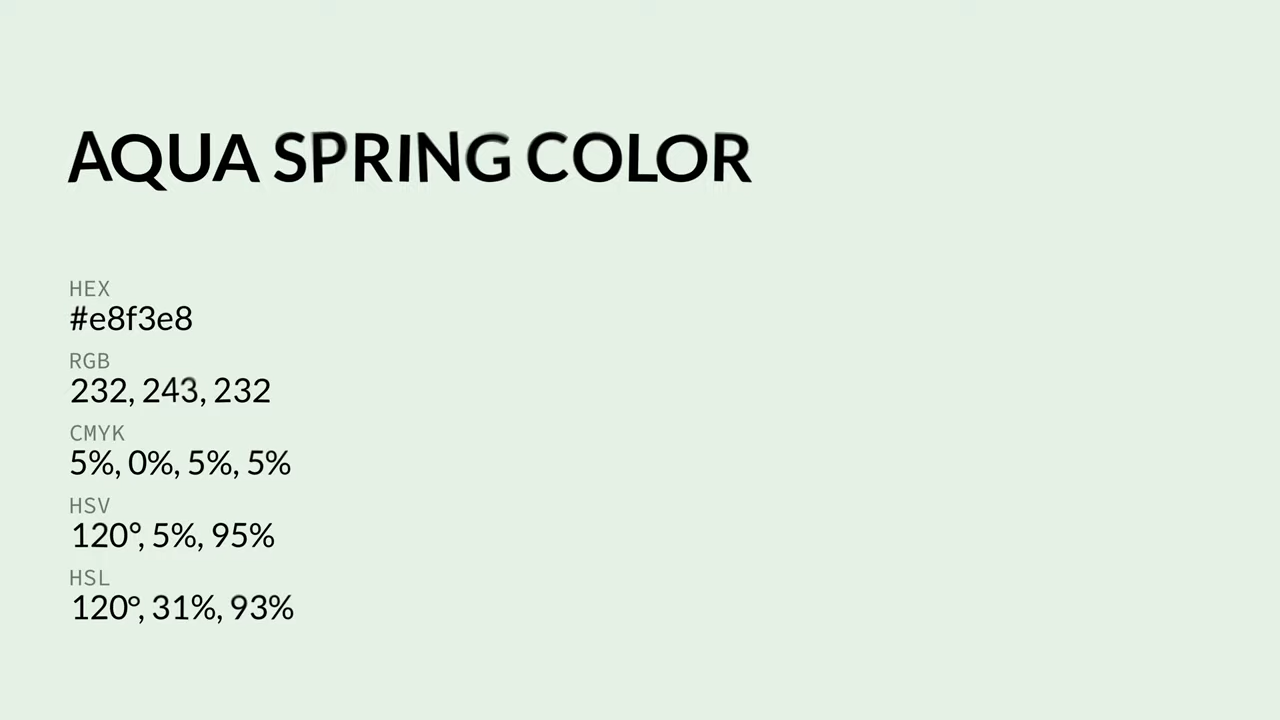 AQUA SPRING COLOR
HEX
#e8f3e8
RGB
232, 243, 232
CMYK
5%, 0%, 5%, 5%
HSV
120°, 5%, 95%
HSL
120°, 31%, 93%